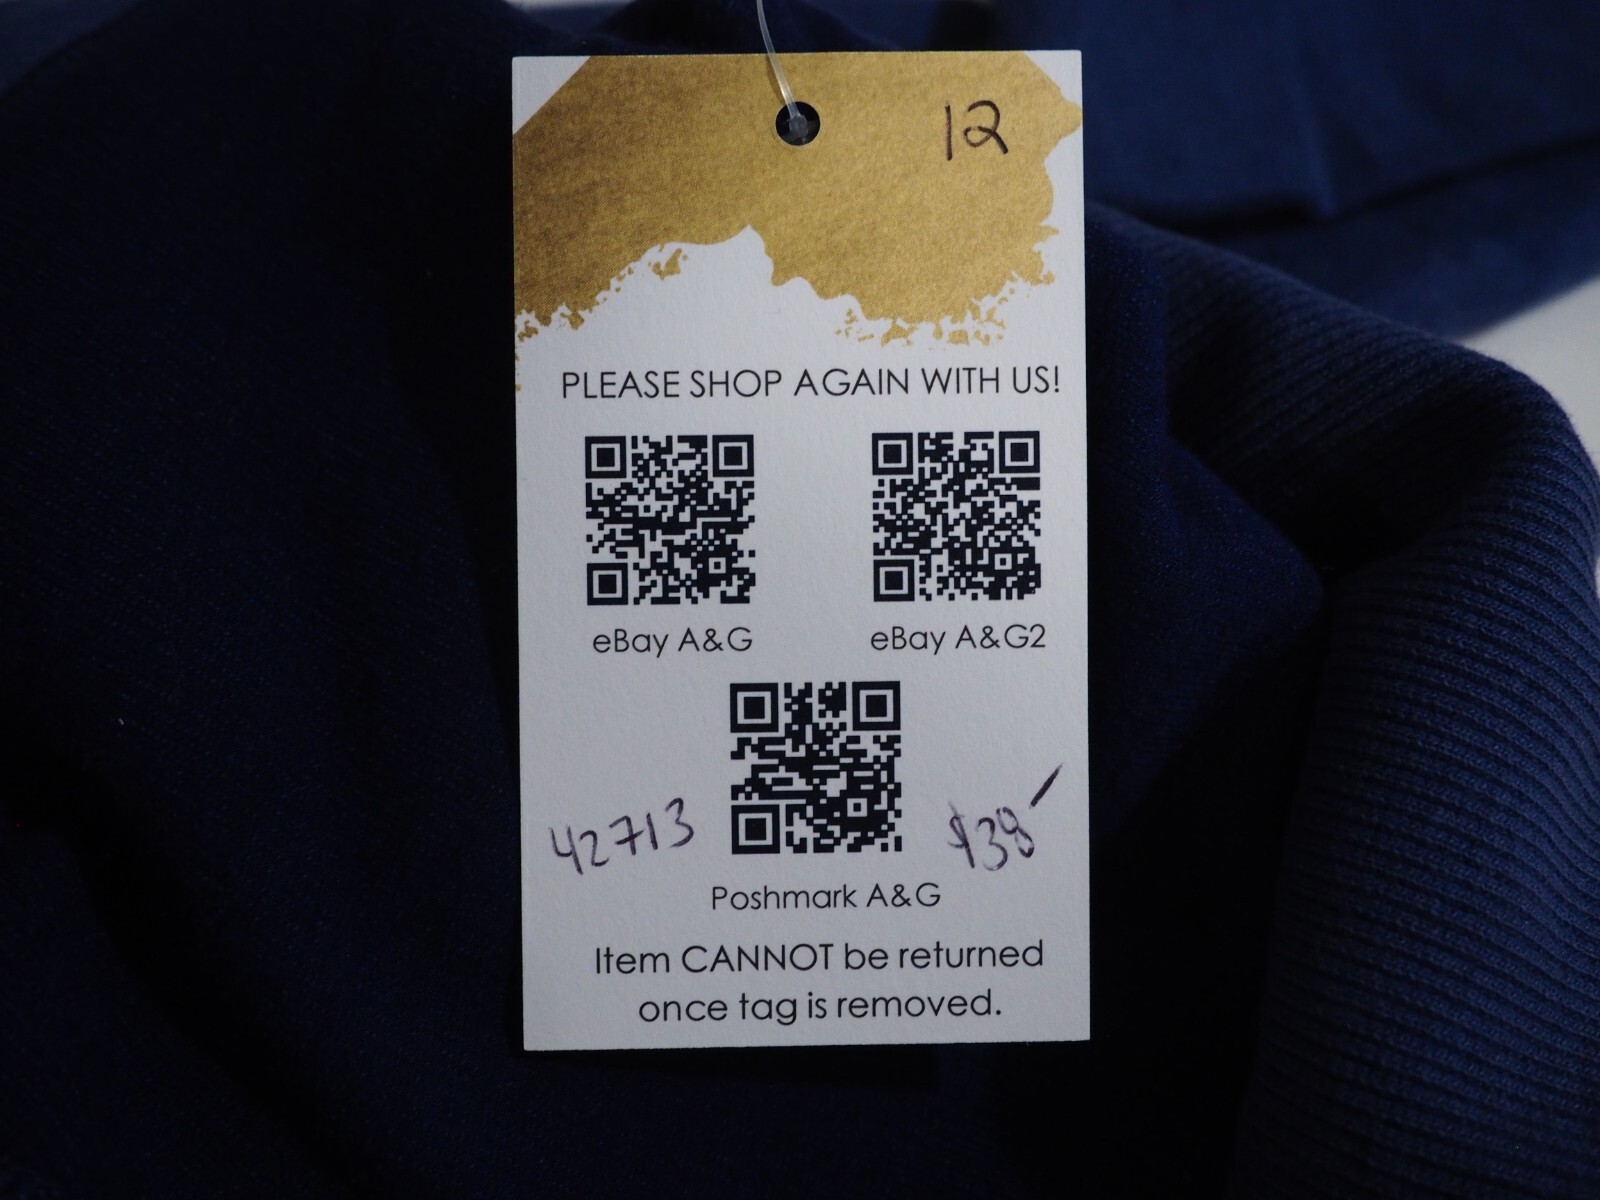 12
PLEASE SHOP AGAIN WITH US!
eBay A&G
eBay A&G2
42713
$38
Poshmark A&G
Item CANNOT be returned
once tag is removed.